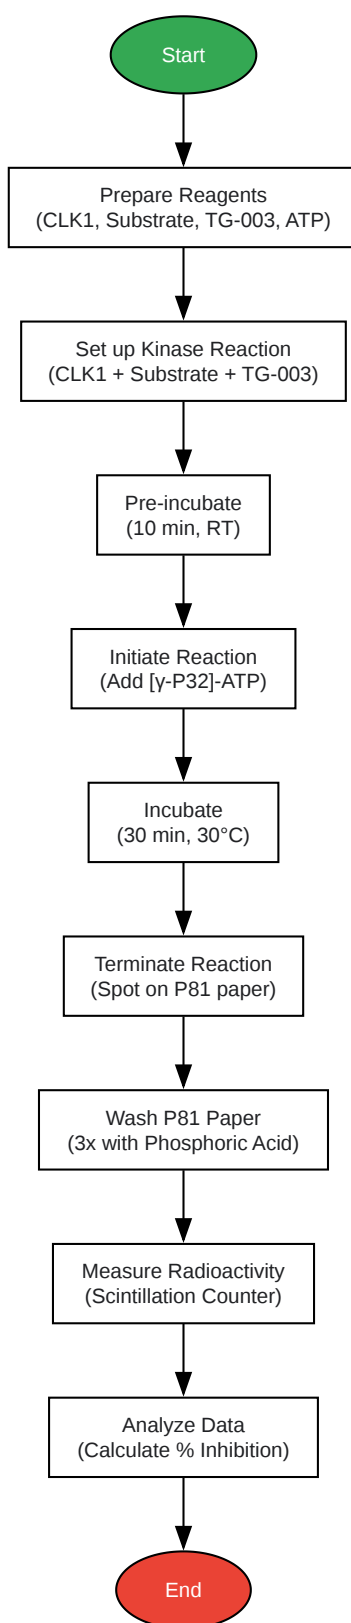 Start
Prepare Reagents
(CLK1, Substrate, TG-003, ATP)
Set up Kinase Reaction
(CLK1 + Substrate + TG-003)
Pre-incubate
(10 min, RT)
Initiate Reaction
(Add [γ-P32]-ATP)
Incubate
(30 min, 30°C)
Terminate Reaction
(Spot on P81 paper)
Wash P81 Paper
(3x with Phosphoric Acid)
Measure Radioactivity
(Scintillation Counter)
Analyze Data
(Calculate % Inhibition)
End